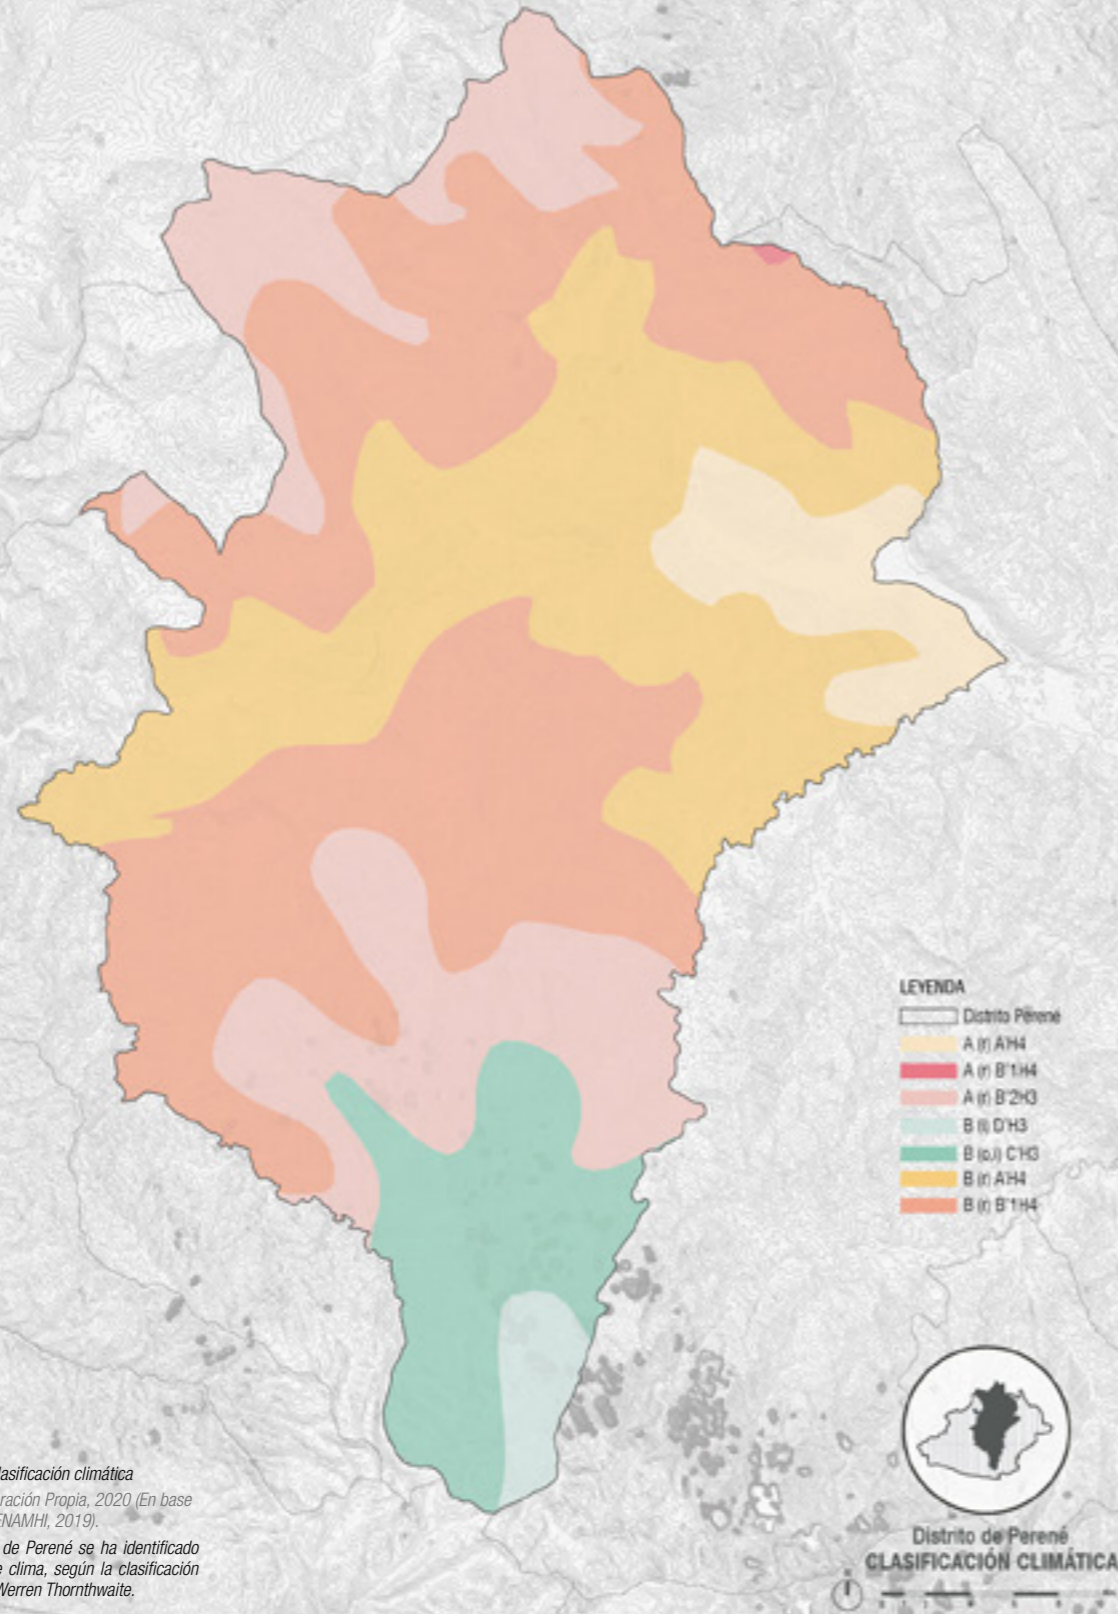 LEYENDA
Distrito Perené
A (r) A'H4
A (r) B'1H4
A (r) B'2H3
B (i) D'H3
B (o,i) C'H3
B (r) A'H4
B (r) B'1H4
lasificación climática
ración Propia, 2020 (En base
ENAMHI, 2019).
de Perené se ha identificado
e clima, según la clasificación
Werren Thornthwaite.
Distrito de Perené
CLASIFICACIÓN CLIMÁTICA